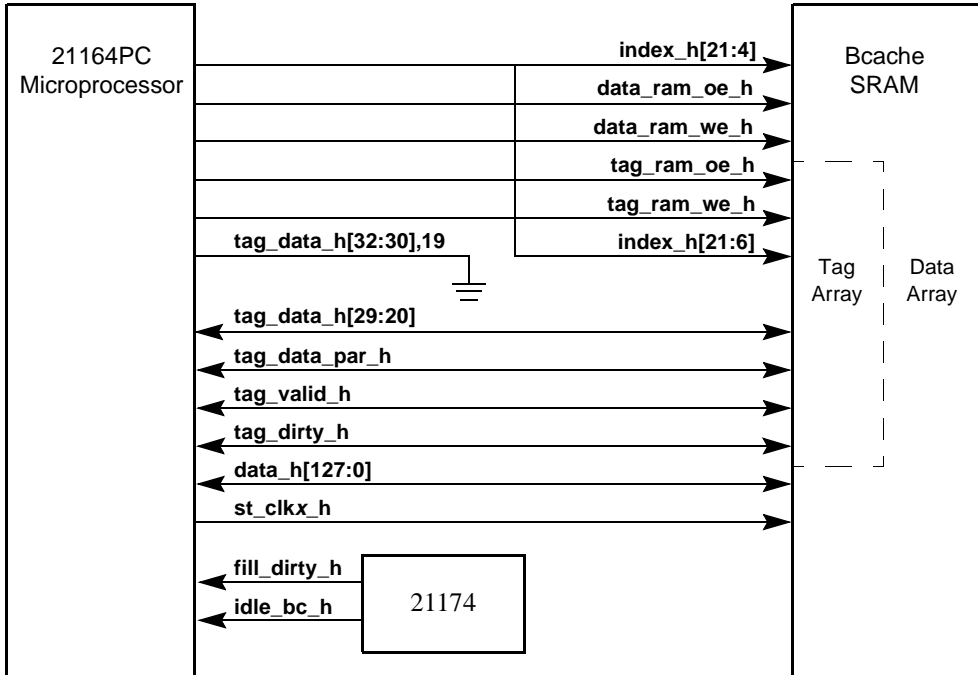 21164PC
Microprocessor
index_h[21:4]
Bcache
SRAM
data_ram_oe_h
data_ram_we_h
tag_ram_oe_h
tag_ram_we_h
tag_data_h[32:30],19
index_h[21:6]
Tag
Array
Data
Array
tag_data_h[29:20]
tag_data_par_h
tag_valid_h
tag_dirty_h
data_h[127:0]
st_clkx_h
fill_dirty_h
idle_bc_h
21174